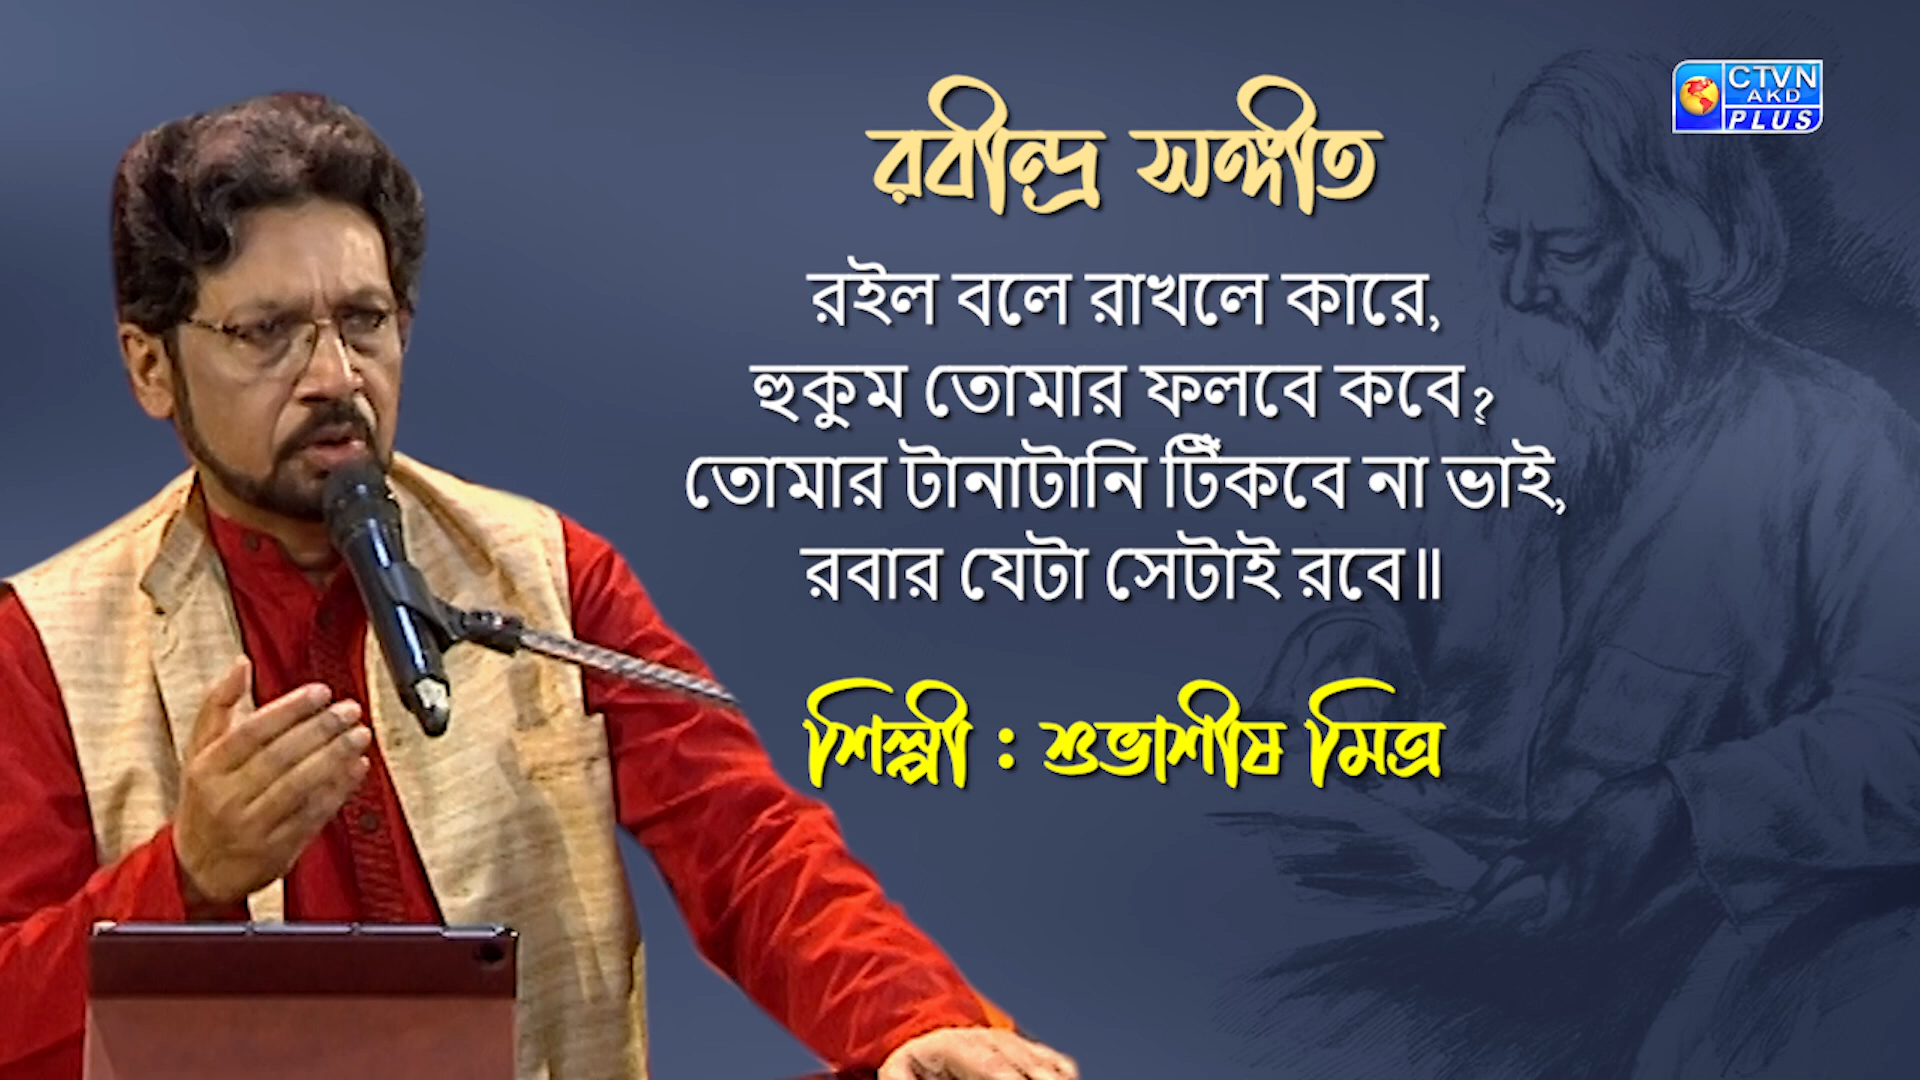 CTVN
AKD
PLUS
রবীন্দ্র সঙ্গীত
রইল বলে রাখলে কারে,
হুকুম তোমার ফলবে কবে?
তোমার টানাটানি টিঁকবে না ভাই,
রবার যেটা সেটাই রবে॥
শিল্পী : শুভাশীষ মিত্র